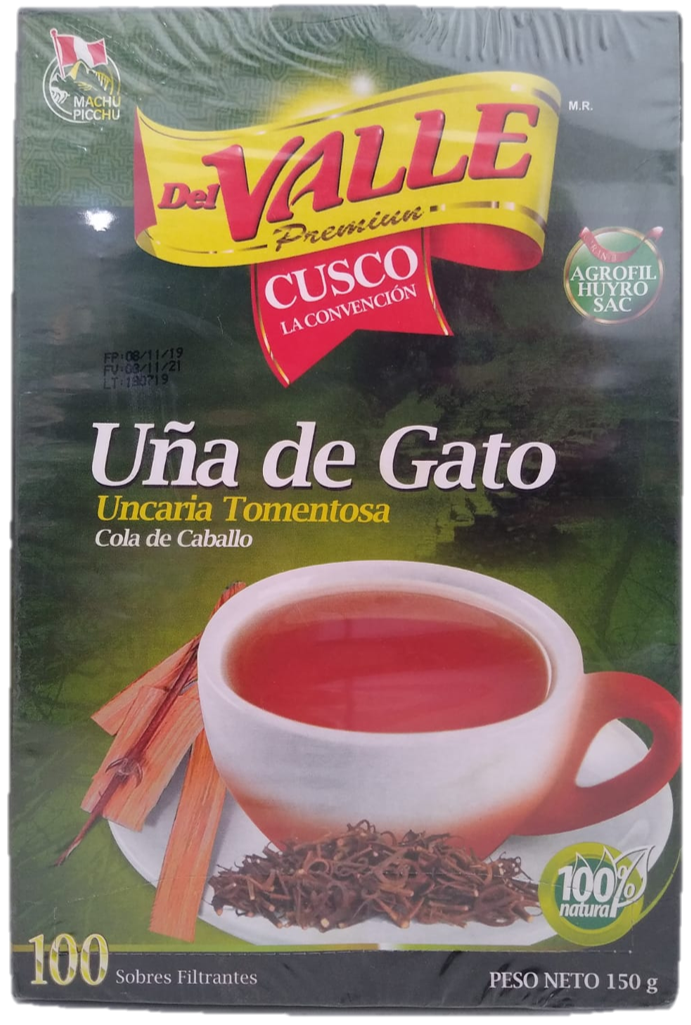 MACHU
PICCHU
Del VALLE
M.R.
Premiun
CUSCO
LA CONVENCIÓN
AGROFIL
HUYRO
SAC
FP:08/11/19
FV:08/11/21
LT:190719
Uña de Gato
Uncaria Tomentosa
Cola de Caballo
100%
natural
100 Sobres Filtrantes
PESO NETO 150 g